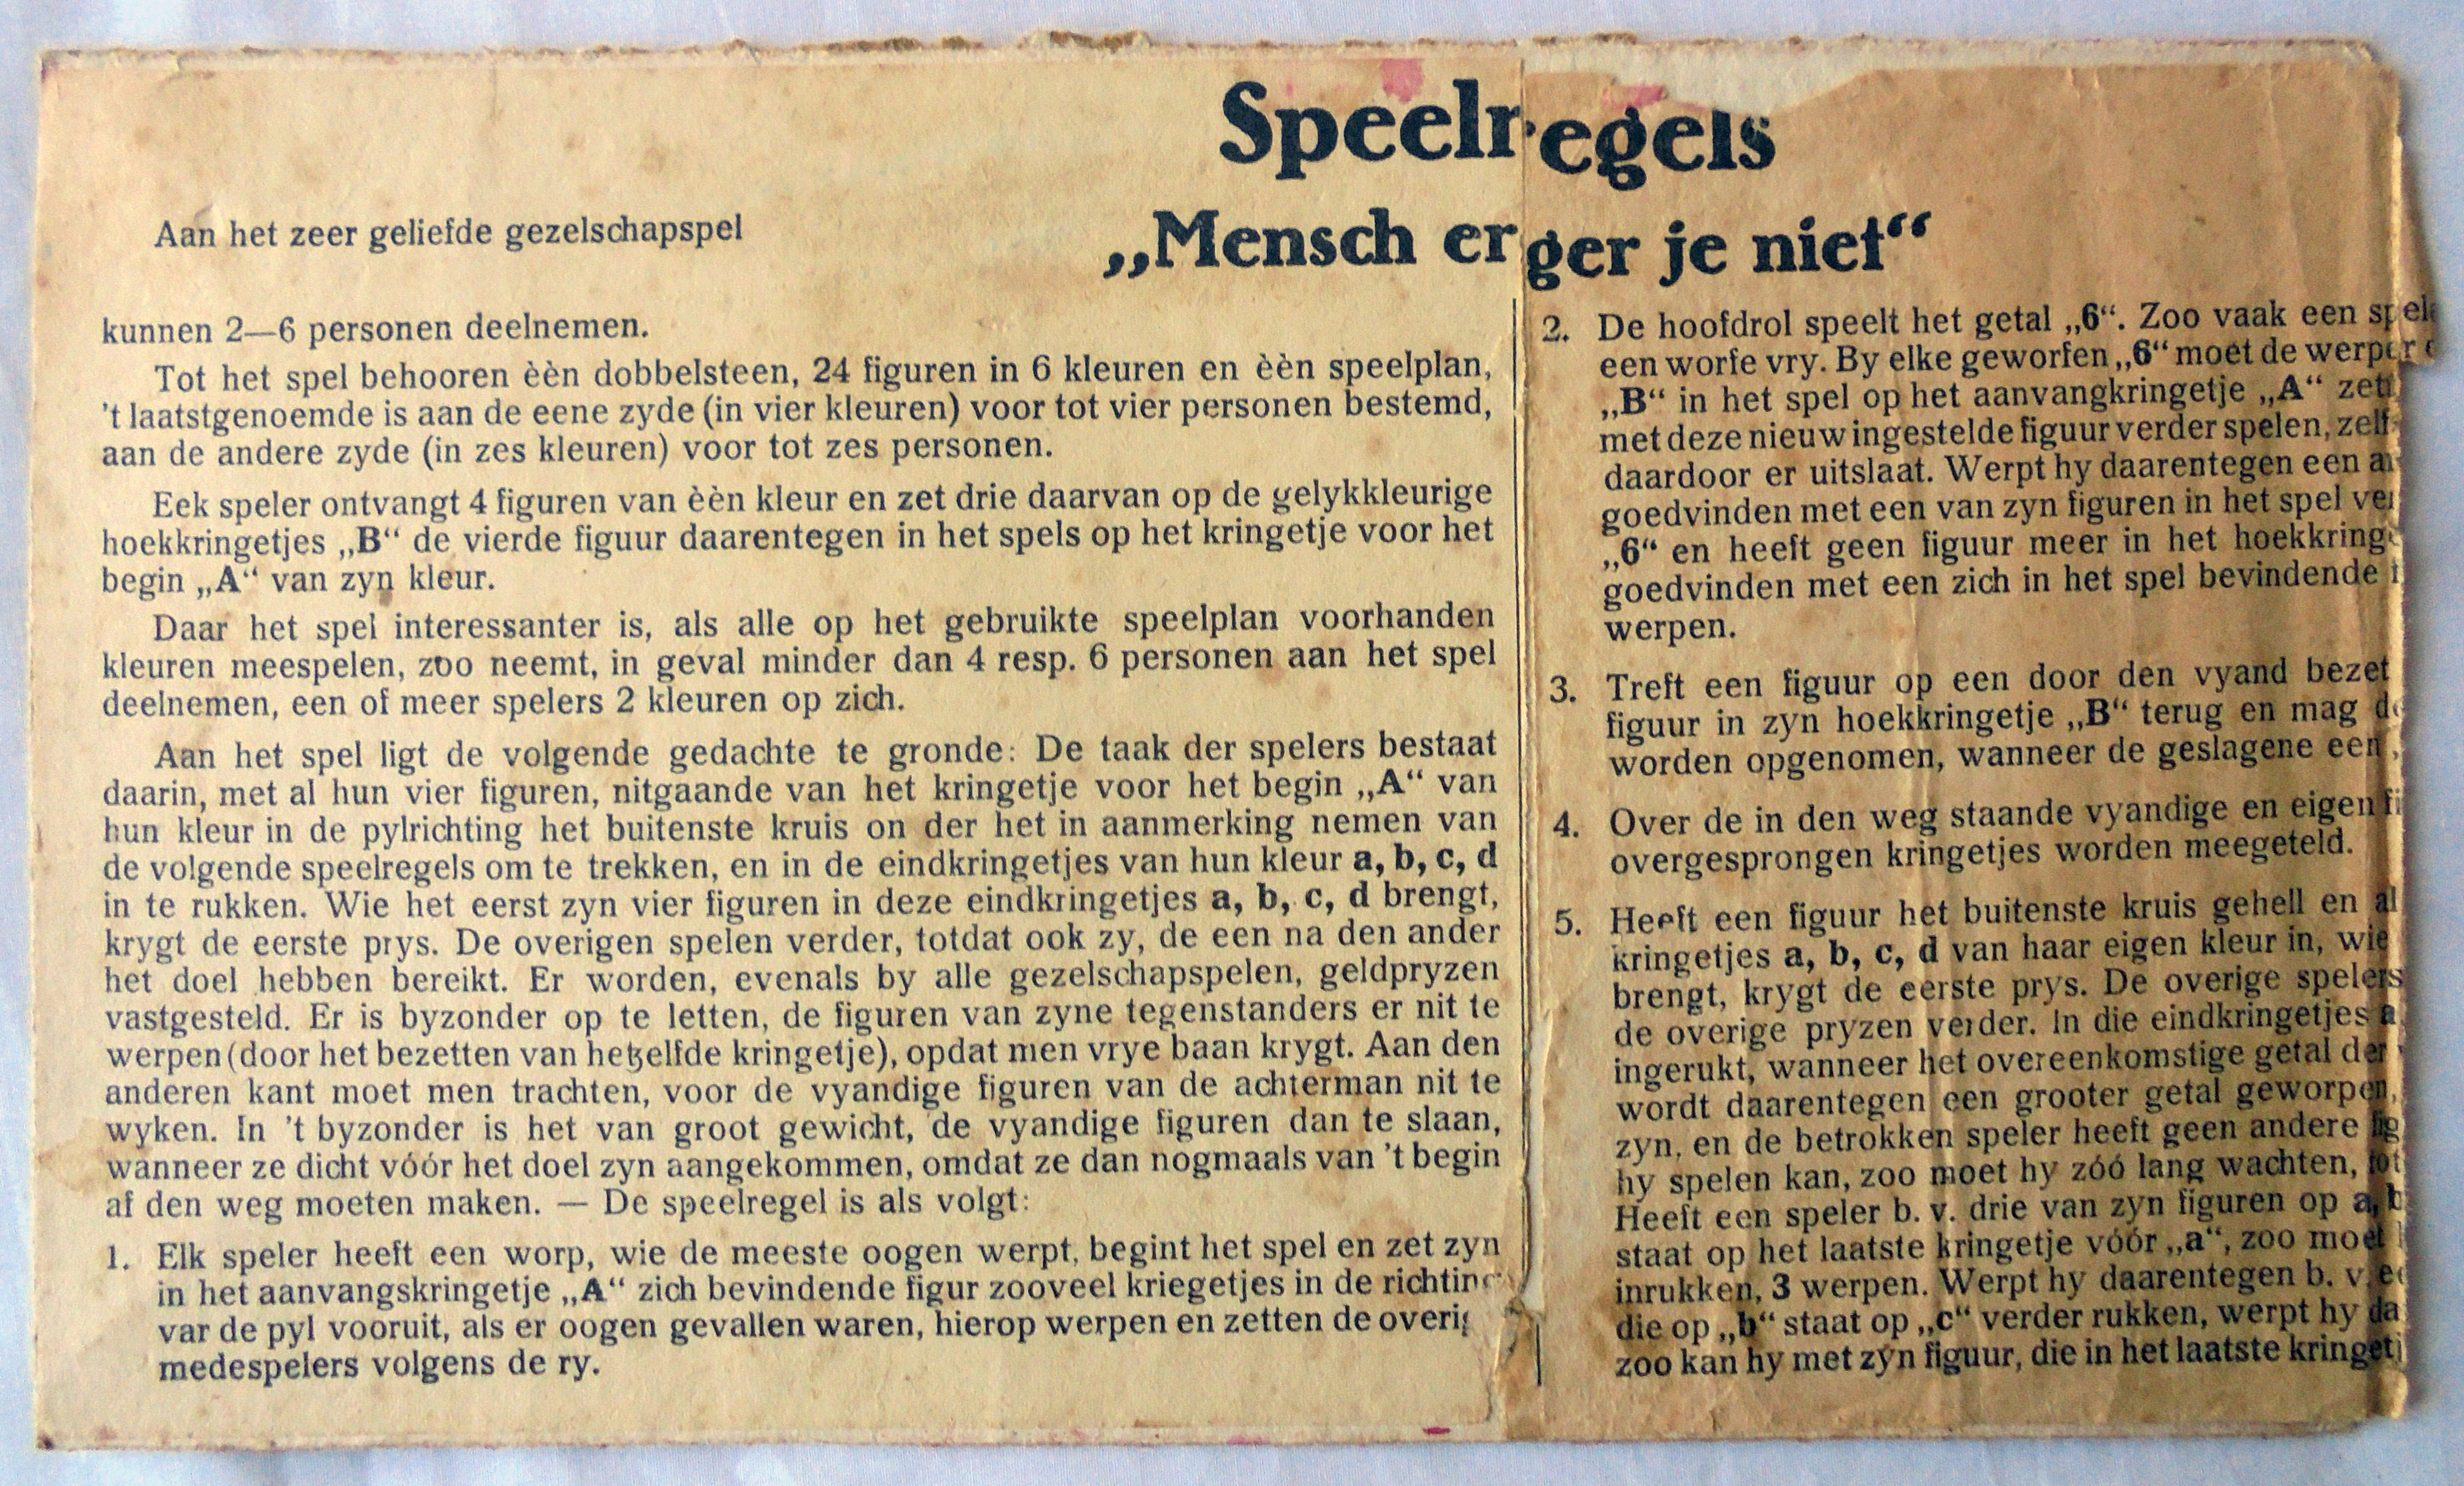 Speelregels
Aan het zeer geliefde gezelschapspel
„Mensch erger je niet“
kunnen 2—6 personen deelnemen.
Tot het spel behooren èèn dobbelsteen, 24 figuren in 6 kleuren en èèn speelplan,
't laatstgenoemde is aan de eene zyde (in vier kleuren) voor tot vier personen bestemd,
aan de andere zyde (in zes kleuren) voor tot zes personen.
Eek speler ontvangt 4 figuren van èèn kleur en zet drie daarvan op de gelykkleurige
hoekkringetjes „B“ de vierde figuur daarentegen in het spels op het kringetje voor het
begin „A“ van zyn kleur.
Daar het spel interessanter is, als alle op het gebruikte speelplan voorhanden
kleuren meespelen, zoo neemt, in geval minder dan 4 resp. 6 personen aan het spel
deelnemen, een of meer spelers 2 kleuren op zich.
Aan het spel ligt de volgende gedachte te gronde: De taak der spelers bestaat
daarin, met al hun vier figuren, nitgaande van het kringetje voor het begin „A“ van
hun kleur in de pylrichting het buitenste kruis on der het in aanmerking nemen van
de volgende speelregels om te trekken, en in de eindkringetjes van hun kleur a, b, c, d
in te rukken. Wie het eerst zyn vier figuren in deze eindkringetjes a, b, c, d brengt,
krygt de eerste prys. De overigen spelen verder, totdat ook zy, de een na den ander
het doel hebben bereikt. Er worden, evenals by alle gezelschapspelen, geldpryzen
vastgesteld. Er is byzonder op te letten, de figuren van zyne tegenstanders er nit te
werpen (door het bezetten van hetzelfde kringetje), opdat men vrye baan krygt. Aan den
anderen kant moet men trachten, voor de vyandige figuren van de achterman nit te
wyken. In 't byzonder is het van groot gewicht, de vyandige figuren dan te slaan,
wanneer ze dicht vóór het doel zyn aangekommen, omdat ze dan nogmaals van 't begin
af den weg moeten maken. — De speelregel is als volgt:
1. Elk speler heeft een worp, wie de meeste oogen werpt, begint het spel en zet zyn
in het aanvangskringetje „A“ zich bevindende figur zooveel kriegetjes in de richting
var de pyl vooruit, als er oogen gevallen waren, hierop werpen en zetten de overig
medespelers volgens de ry.
2. De hoofdrol speelt het getal „6“. Zoo vaak een spele
een worfe vry. By elke geworfen „6“ moet de werper
„B“ in het spel op het aanvangkringetje „A“ zett
met deze nieuw ingestelde figuur verder spelen, zelf
daardoor er uitslaat. Werpt hy daarentegen een
goedvinden met een van zyn figuren in het spel ver
„6“ en heeft geen figuur meer in het hoekkringe
goedvinden met een zich in het spel bevindende
werpen.
3. Treft een figuur op een door den vyand bezet
figuur in zyn hoekkringetje „B“ terug en mag
worden opgenomen, wanneer de geslagene een
4. Over de in den weg staande vyandige en eigen
overgesprongen kringetjes worden meegeteld.
5. Heeft een figuur het buitenste kruis gehell en al
kringetjes a, b, c, d van haar eigen kleur in, wie
brengt, krygt de eerste prys. De overige spelers
de overige pryzen verder. In die eindkringetjes a
ingerukt, wanneer het overeenkomstige getal der
wordt daarentegen een grooter getal geworpen,
zyn, en de betrokken speler heeft geen andere fig
hy spelen kan, zoo moet hy zóó lang wachten, tot
Heeft een speler b. v. drie van zyn figuren op a, b
staat op het laatste kringetje vóór „a“, zoo moet
inrukken, 3 werpen. Werpt hy daarentegen b. v.
die op „b“ staat op „c“ verder rukken, werpt hy da
zoo kan hy met zyn figuur, die in het laatste kringetj